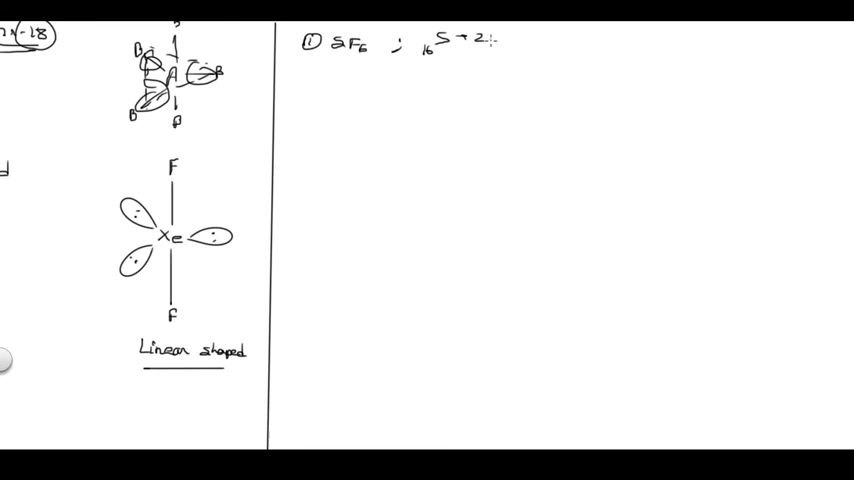 -18
B
A
B
B
B
F
Xe
F
Linear shaped
① SF₆ ; ₁₆S → 2